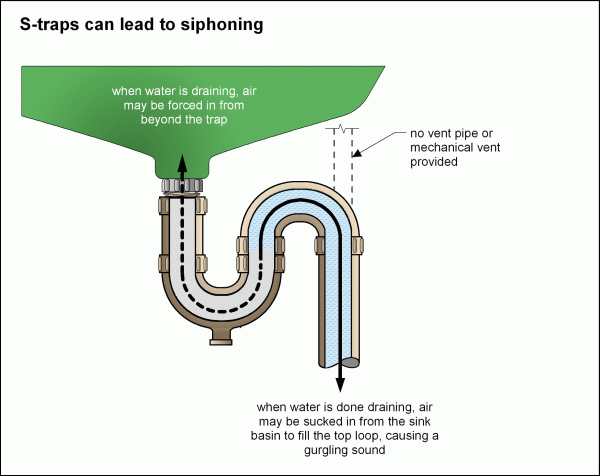 S-traps can lead to siphoning
when water is draining, air
may be forced in from
beyond the trap
no vent pipe or
mechanical vent
provided
when water is done draining, air
may be sucked in from the sink
basin to fill the top loop, causing a
gurgling sound